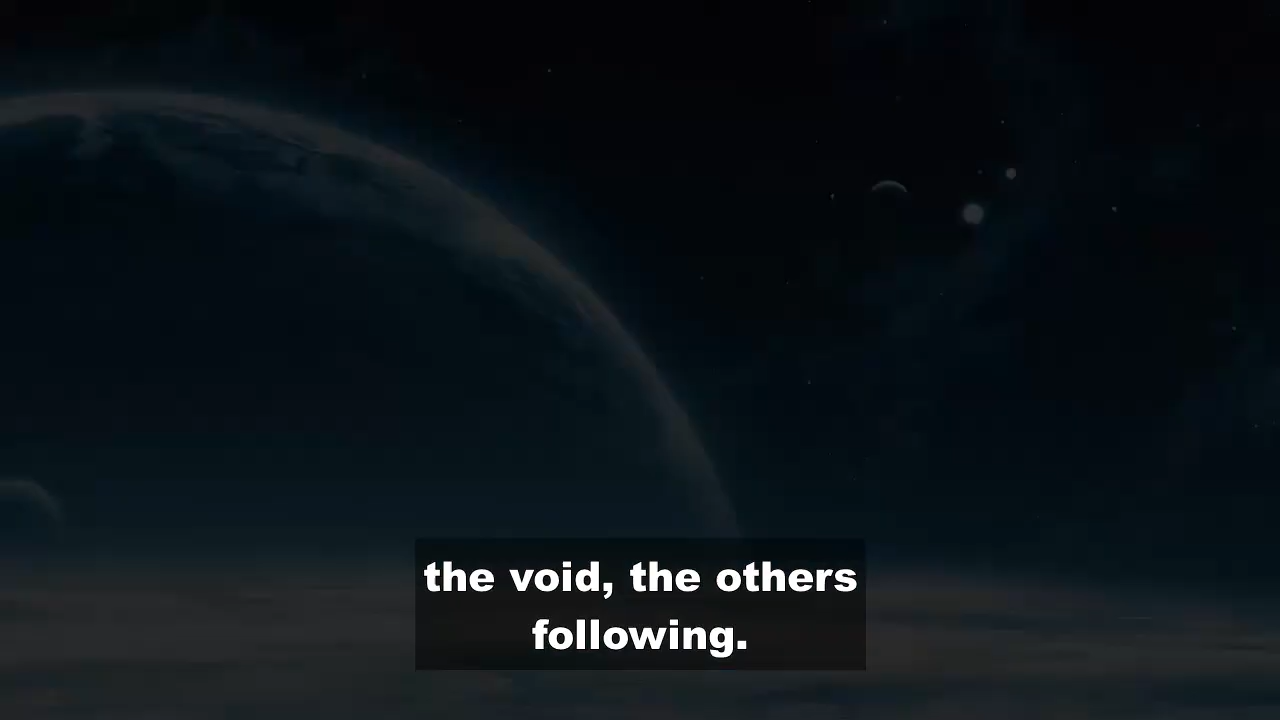 the void, the others
following.